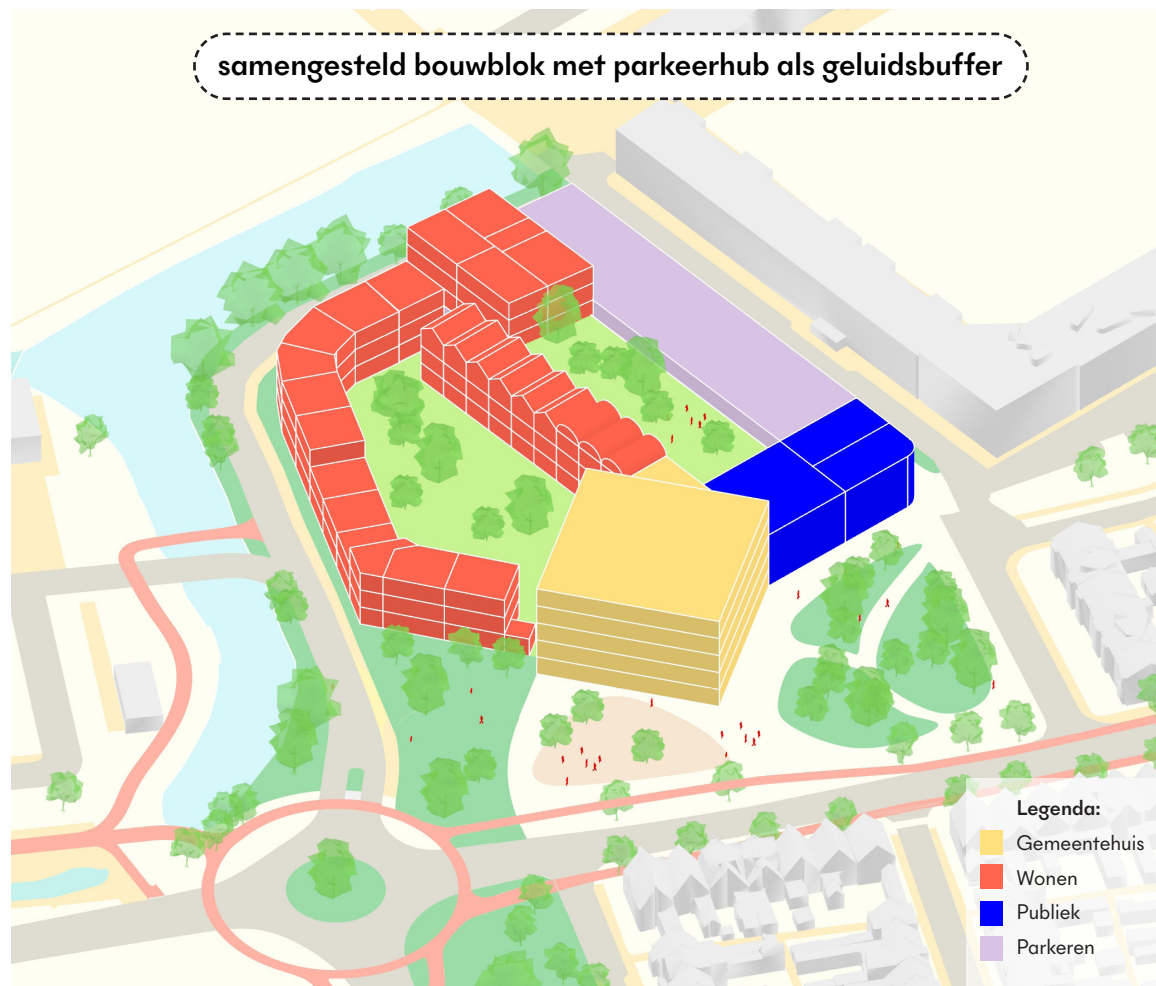 samengesteld bouwblok met parkeerhub als geluidsbuffer
Legenda:
Gemeentehuis
Wonen
Publiek
Parkeren